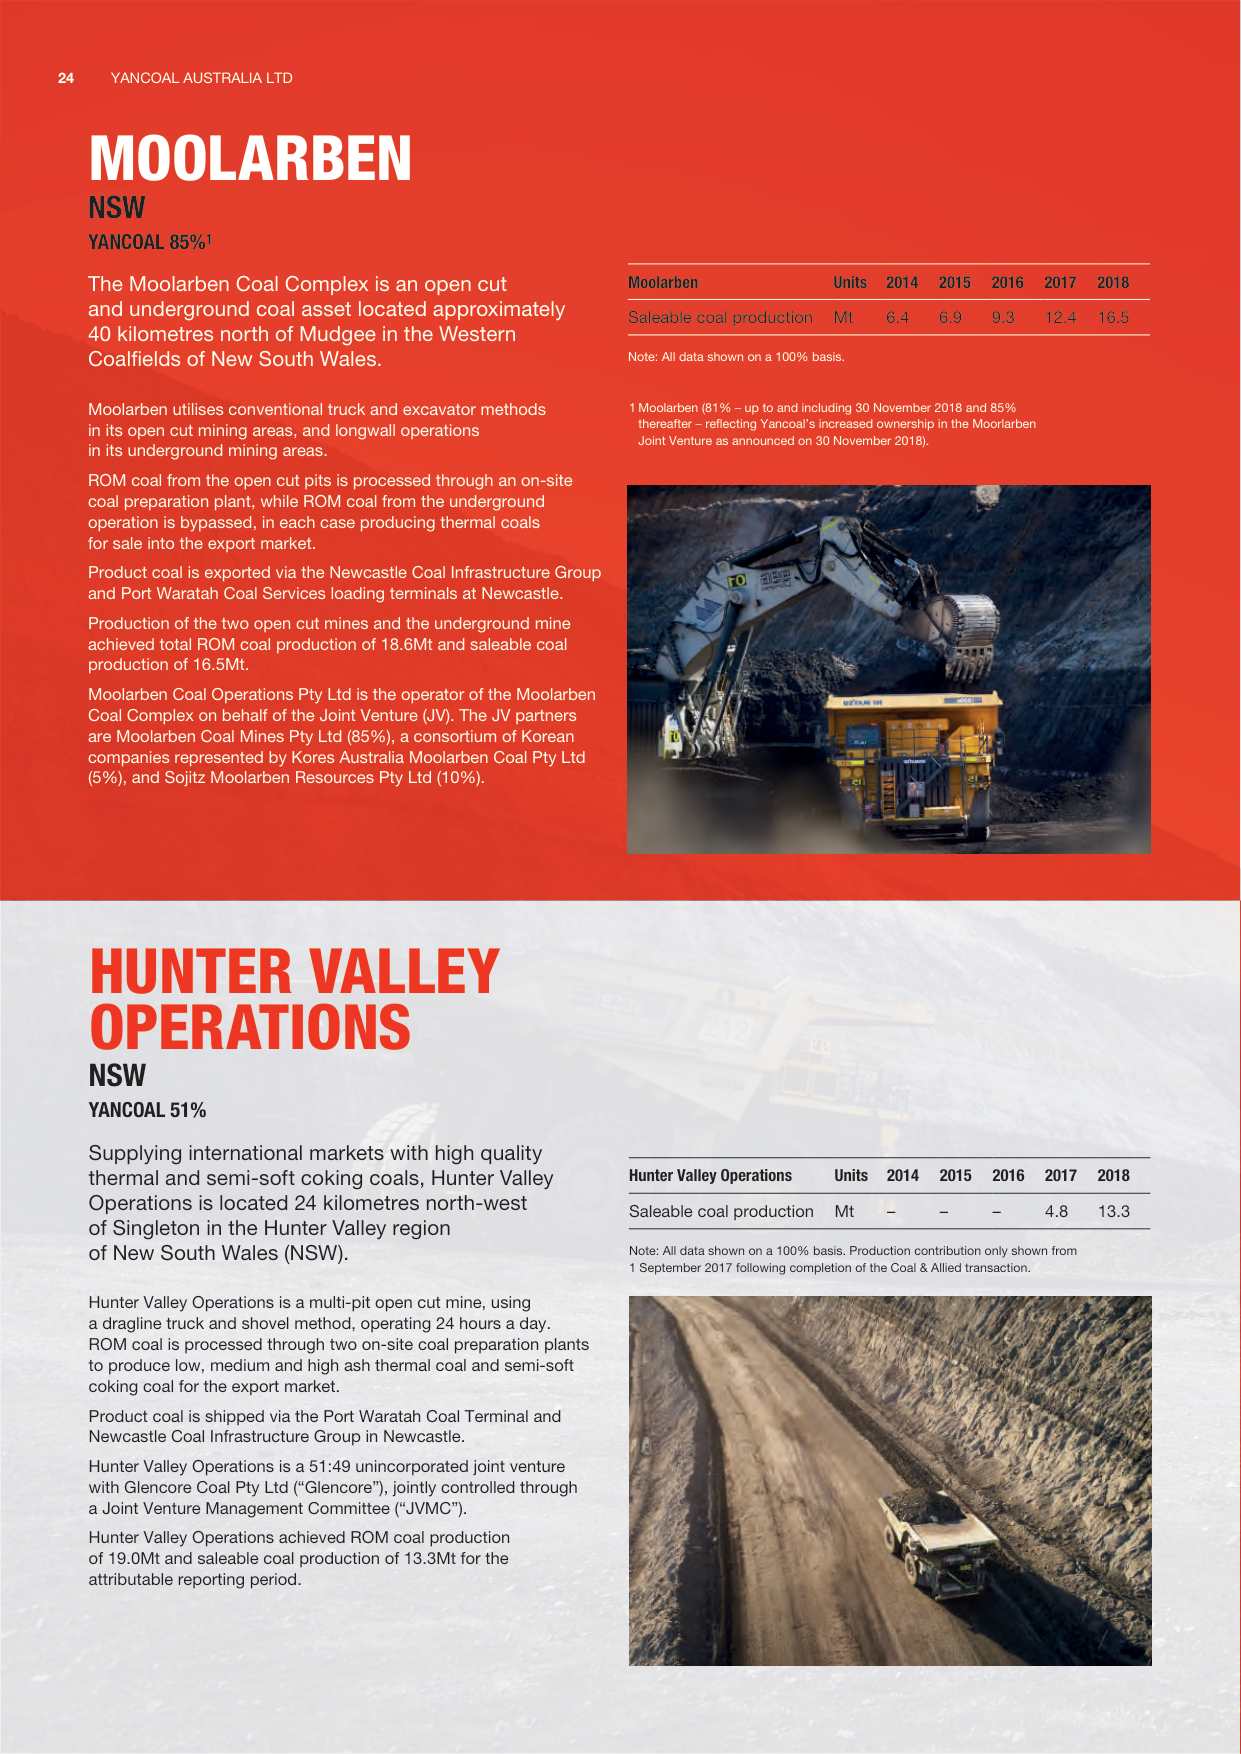 24 YANCOAL AUSTRALIA LTD
MOOLARBEN
NSW
YANCOAL 85%¹
The Moolarben Coal Complex is an open cut
and underground coal asset located approximately
40 kilometres north of Mudgee in the Western
Coalfields of New South Wales.
Moolarben utilises conventional truck and excavator methods
in its open cut mining areas, and longwall operations
in its underground mining areas.
ROM coal from the open cut pits is processed through an on-site
coal preparation plant, while ROM coal from the underground
operation is bypassed, in each case producing thermal coals
for sale into the export market.
Product coal is exported via the Newcastle Coal Infrastructure Group
and Port Waratah Coal Services loading terminals at Newcastle.
Production of the two open cut mines and the underground mine
achieved total ROM coal production of 18.6Mt and saleable coal
production of 16.5Mt.
Moolarben Coal Operations Pty Ltd is the operator of the Moolarben
Coal Complex on behalf of the Joint Venture (JV). The JV partners
are Moolarben Coal Mines Pty Ltd (85%), a consortium of Korean
companies represented by Kores Australia Moolarben Coal Pty Ltd
(5%), and Sojitz Moolarben Resources Pty Ltd (10%).
Moolarben Units 2014 2015 2016 2017 2018
Saleable coal production Mt 6.4 6.9 9.3 12.4 16.5
Note: All data shown on a 100% basis.
1 Moolarben (81% – up to and including 30 November 2018 and 85%
thereafter – reflecting Yancoal's increased ownership in the Moorlarben
Joint Venture as announced on 30 November 2018).
HUNTER VALLEY
OPERATIONS
NSW
YANCOAL 51%
Supplying international markets with high quality
thermal and semi-soft coking coals, Hunter Valley
Operations is located 24 kilometres north-west
of Singleton in the Hunter Valley region
of New South Wales (NSW).
Hunter Valley Operations is a multi-pit open cut mine, using
a dragline truck and shovel method, operating 24 hours a day.
ROM coal is processed through two on-site coal preparation plants
to produce low, medium and high ash thermal coal and semi-soft
coking coal for the export market.
Product coal is shipped via the Port Waratah Coal Terminal and
Newcastle Coal Infrastructure Group in Newcastle.
Hunter Valley Operations is a 51:49 unincorporated joint venture
with Glencore Coal Pty Ltd (“Glencore”), jointly controlled through
a Joint Venture Management Committee (“JVMC”).
Hunter Valley Operations achieved ROM coal production
of 19.0Mt and saleable coal production of 13.3Mt for the
attributable reporting period.
Hunter Valley Operations Units 2014 2015 2016 2017 2018
Saleable coal production Mt – – – 4.8 13.3
Note: All data shown on a 100% basis. Production contribution only shown from
1 September 2017 following completion of the Coal & Allied transaction.